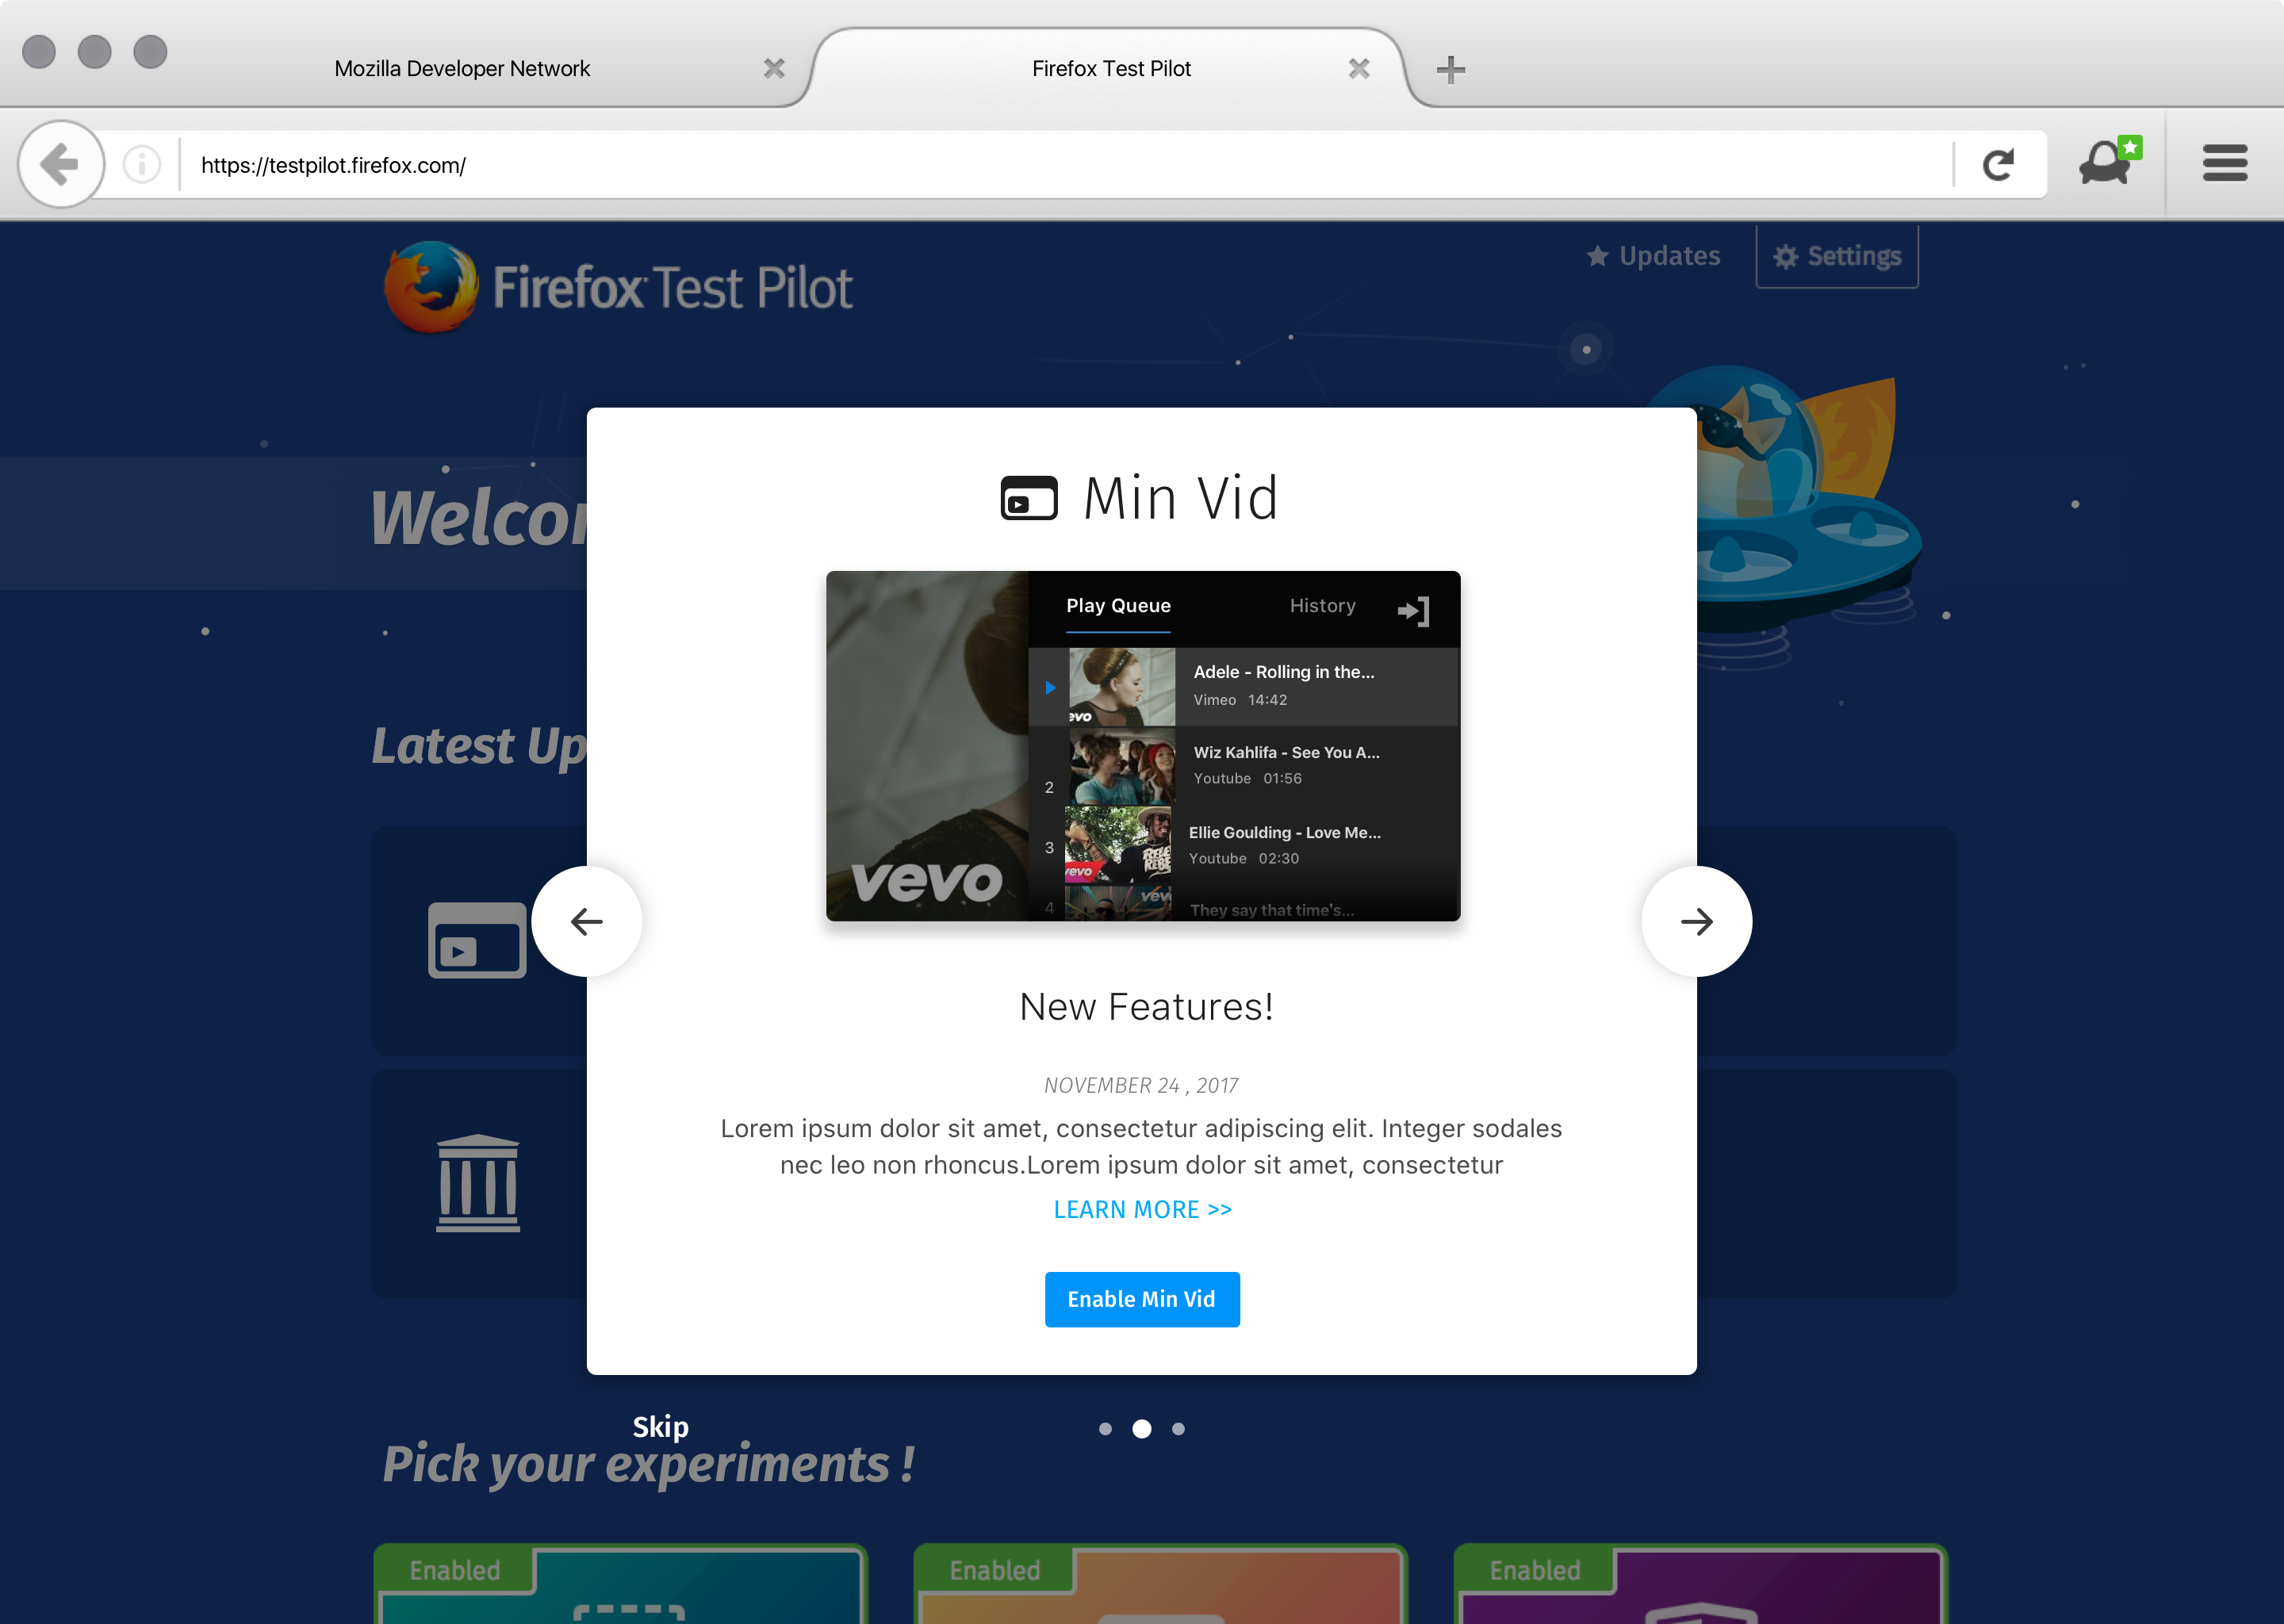 Mozilla Developer Network
Firefox Test Pilot
https://testpilot.firefox.com/
Firefox Test Pilot
Updates
Settings
Min Vid
Play Queue
History
Adele - Rolling in the...
Vimeo 14:42
vevo
2
Wiz Kahlifa - See You A...
Youtube 01:56
3
Ellie Goulding - Love Me...
Youtube 02:30
vevo
4
They say that time's...
vevo
Latest Up
New Features!
NOVEMBER 24 , 2017
Lorem ipsum dolor sit amet, consectetur adipiscing elit. Integer sodales
nec leo non rhoncus.Lorem ipsum dolor sit amet, consectetur
LEARN MORE >>
Enable Min Vid
Skip
Pick your experiments !
Enabled
Enabled
Enabled